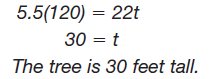 5.5(120) = 22t
30 = t
The tree is 30 feet tall.